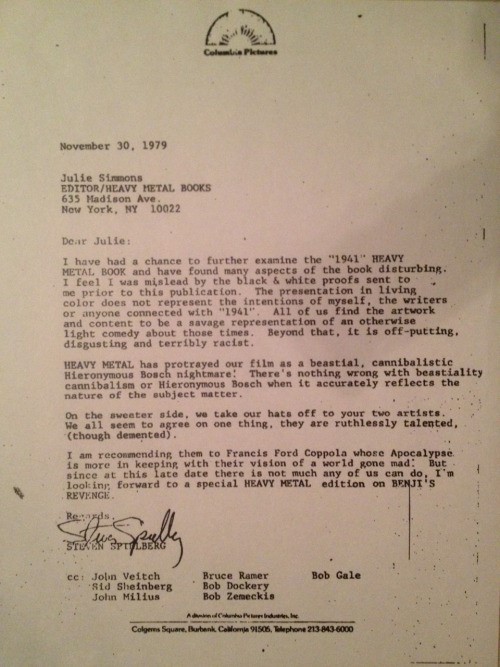 Columbia Pictures
November 30, 1979
Julie Simmons
EDITOR/HEAVY METAL BOOKS
635 Madison Ave.
New York, NY 10022
Dear Julie:
I have had a chance to further examine the "1941" HEAVY
METAL BOOK and have found many aspects of the book disturbing.
I feel I was mislead by the black & white proofs sent to
me prior to this publication. The presentation in living
color does not represent the intentions of myself, the writers
or anyone connected with "1941". All of us find the artwork
and content to be a savage representation of an otherwise
light comedy about those times. Beyond that, it is off-putting,
disgusting and terribly racist.
HEAVY METAL has protrayed our film as a beastial, cannibalistic
Hieronymous Bosch nightmare! There's nothing wrong with beastiality
cannibalism or Hieronymous Bosch when it accurately reflects the
nature of the subject matter.
On the sweeter side, we take our hats off to your two artists.
We all seem to agree on one thing, they are ruthlessly talented,
(though demented).
I am recommending them to Francis Ford Coppola whose Apocalypse
is more in keeping with their vision of a world gone mad! But
since at this late date there is not much any of us can do, I'm
looking forward to a special HEAVY METAL edition on BENJI'S
REVENGE.
Regards,
Steven Spielberg
STEVEN SPIELBERG
cc: John Veitch Bruce Ramer Bob Gale
Sid Sheinberg Bob Dockery
John Milius Bob Zemeckis
A division of Columbia Pictures Industries, Inc.
Colgems Square, Burbank, California 91505, Telephone 213-843-6000